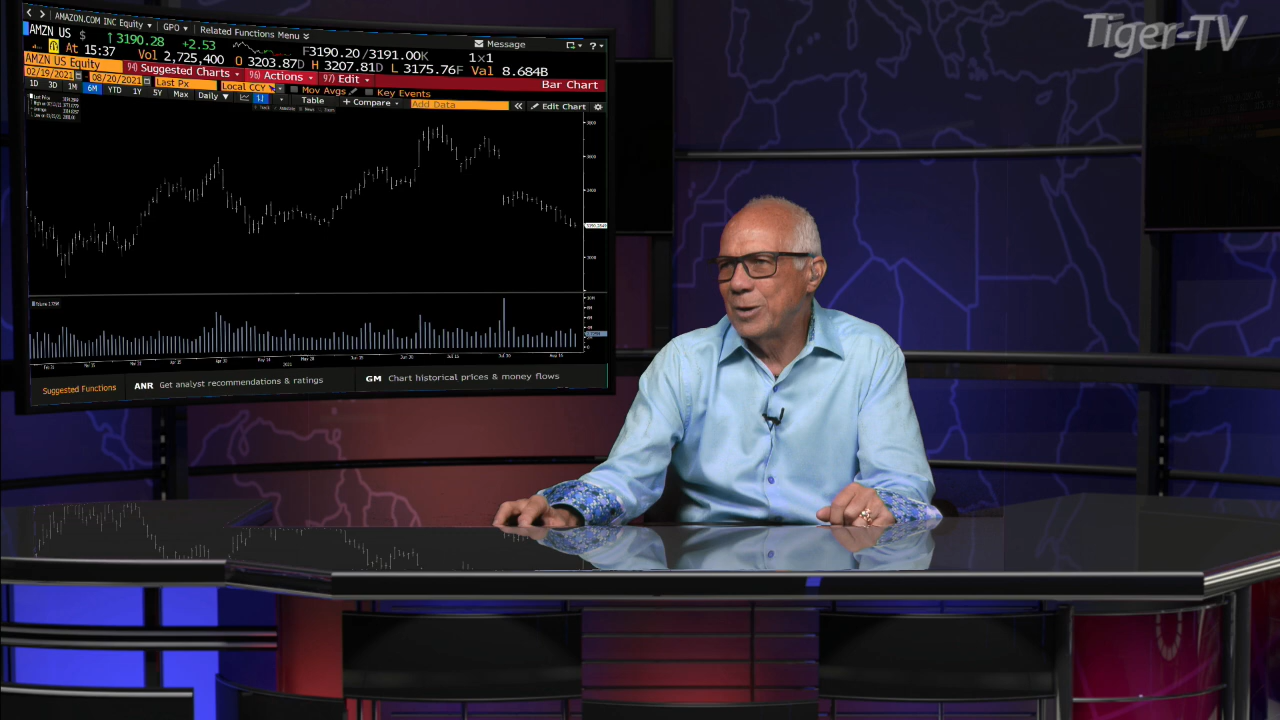 AMAZON.COM INC Equity GPO Related Functions Menu
Tiger-TV
AMZN US $ ↑3190.28 +2.53 F3190.20/3191.00K Message
At 15:37 Vol 2,725,400 O 3203.87D H 3207.81D L 3175.76F Val 8.684B 1×1
AMZN US Equity 94) Suggested Charts 96) Actions 97) Edit Bar Chart
02/19/2021 - 08/20/2021 Last Px Local CCY Mov Avgs Key Events
1D 3D 1M 6M YTD 1Y 5Y Max Daily Table + Compare Add Data « Edit Chart
Suggested Functions ANR Get analyst recommendations & ratings GM Chart historical prices & money flows